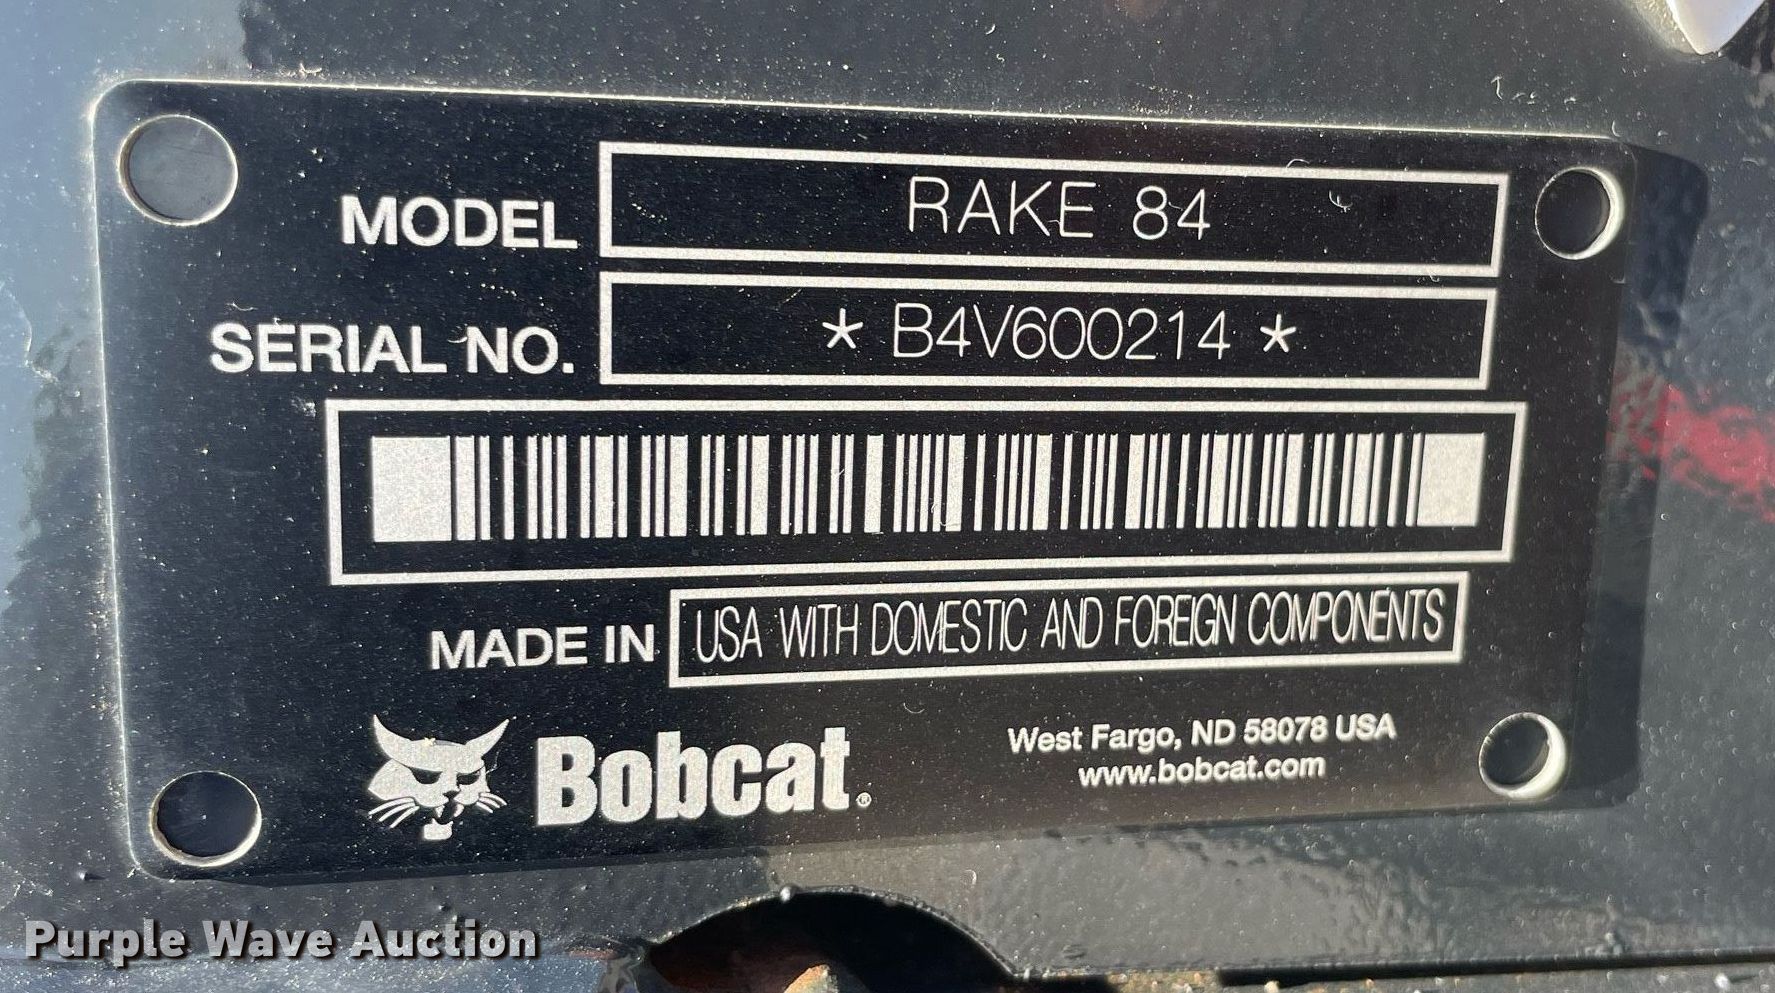 MODEL RAKE 84
SERIAL NO. * B4V600214 *
MADE IN USA WITH DOMESTIC AND FOREIGN COMPONENTS
Bobcat®
West Fargo, ND 58078 USA
www.bobcat.com
Purple Wave Auction